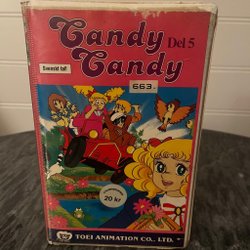 Candy
Del 5
Candy
Svenskt tal!
663.-
20 kr
TOEI ANIMATION CO., LTD.